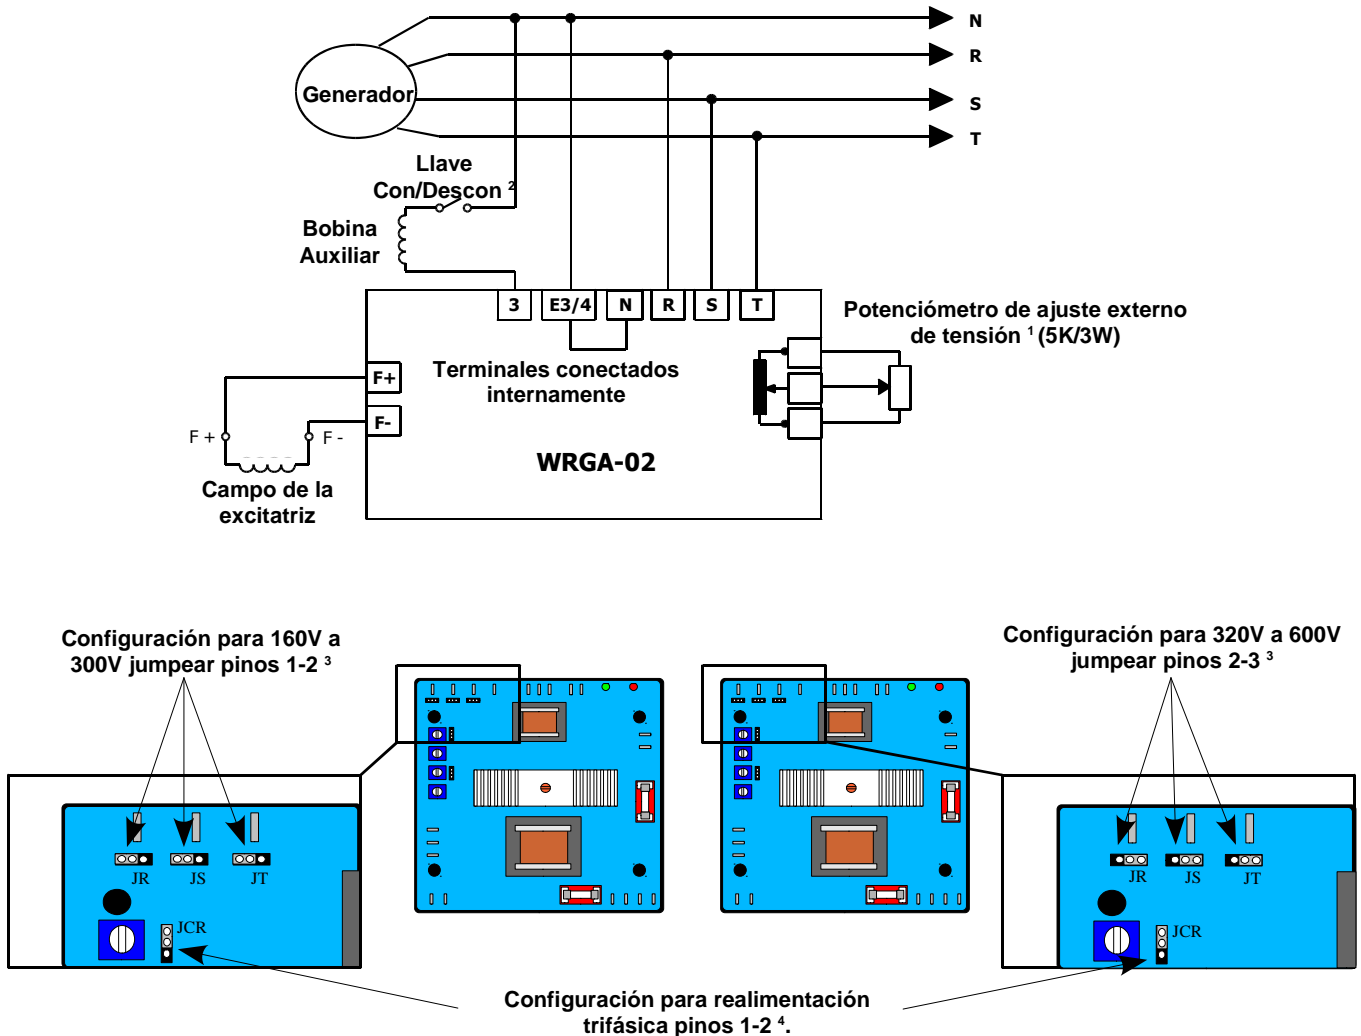 N
R
Generador
S
T
Llave
Con/Descon ²
Bobina
Auxiliar
3 E3/4 N R S T
Potenciómetro de ajuste externo
de tensión ¹ (5K/3W)
Terminales conectados
internamente
F+
F-
F + F -
WRGA-02
Campo de la
excitatriz
Configuración para 160V a
300V jumpear pinos 1-2 ³
Configuración para 320V a 600V
jumpear pinos 2-3 ³
JR JS JT
JCR
JR JS JT
JCR
Configuración para realimentación
trifásica pinos 1-2 ⁴.